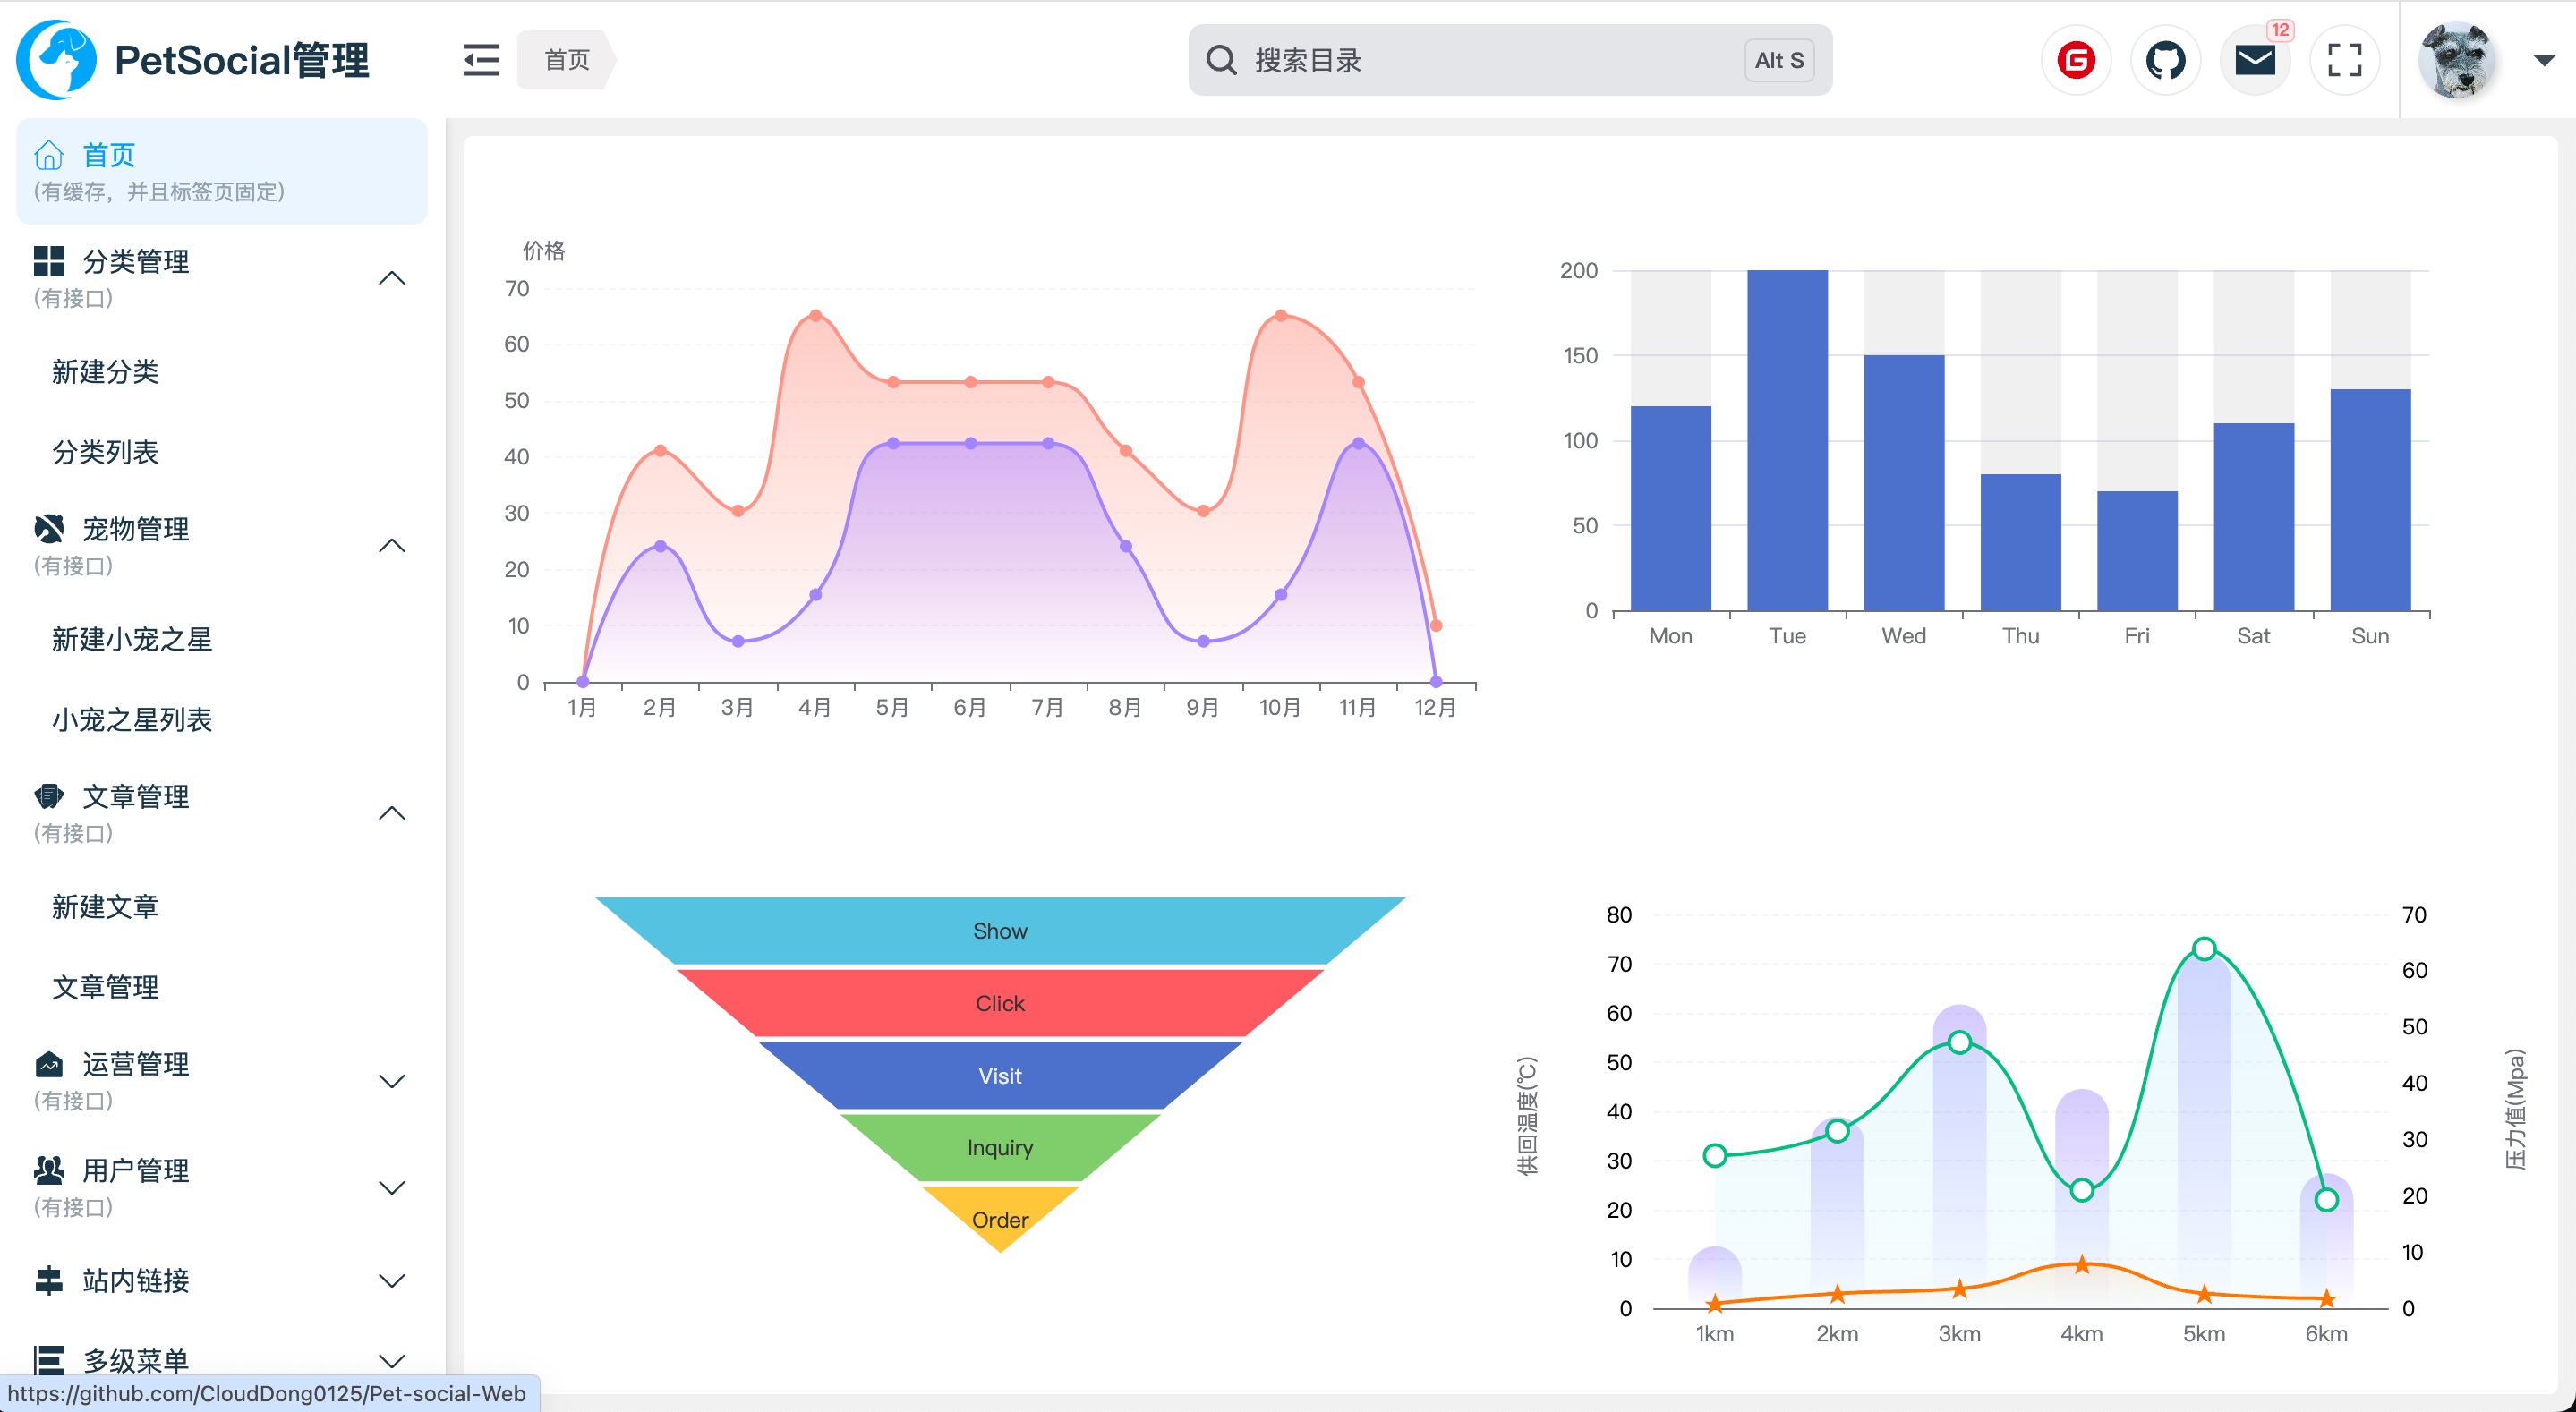 PetSocial管理
首页
搜索目录
Alt S
12
首页
(有缓存，并且标签页固定)
分类管理
(有接口)
新建分类
分类列表
宠物管理
(有接口)
新建小宠之星
小宠之星列表
文章管理
(有接口)
新建文章
文章管理
运营管理
(有接口)
用户管理
(有接口)
站内链接
多级菜单
https://github.com/CloudDong0125/Pet-social-Web
价格
70
60
50
40
30
20
10
0
1月 2月 3月 4月 5月 6月 7月 8月 9月 10月 11月 12月
200
150
100
50
0
Mon Tue Wed Thu Fri Sat Sun
Show
Click
Visit
Inquiry
Order
供回温度(℃)
80
70
60
50
40
30
20
10
0
1km 2km 3km 4km 5km 6km
70
60
50
40
30
20
10
0
压力值(Mpa)